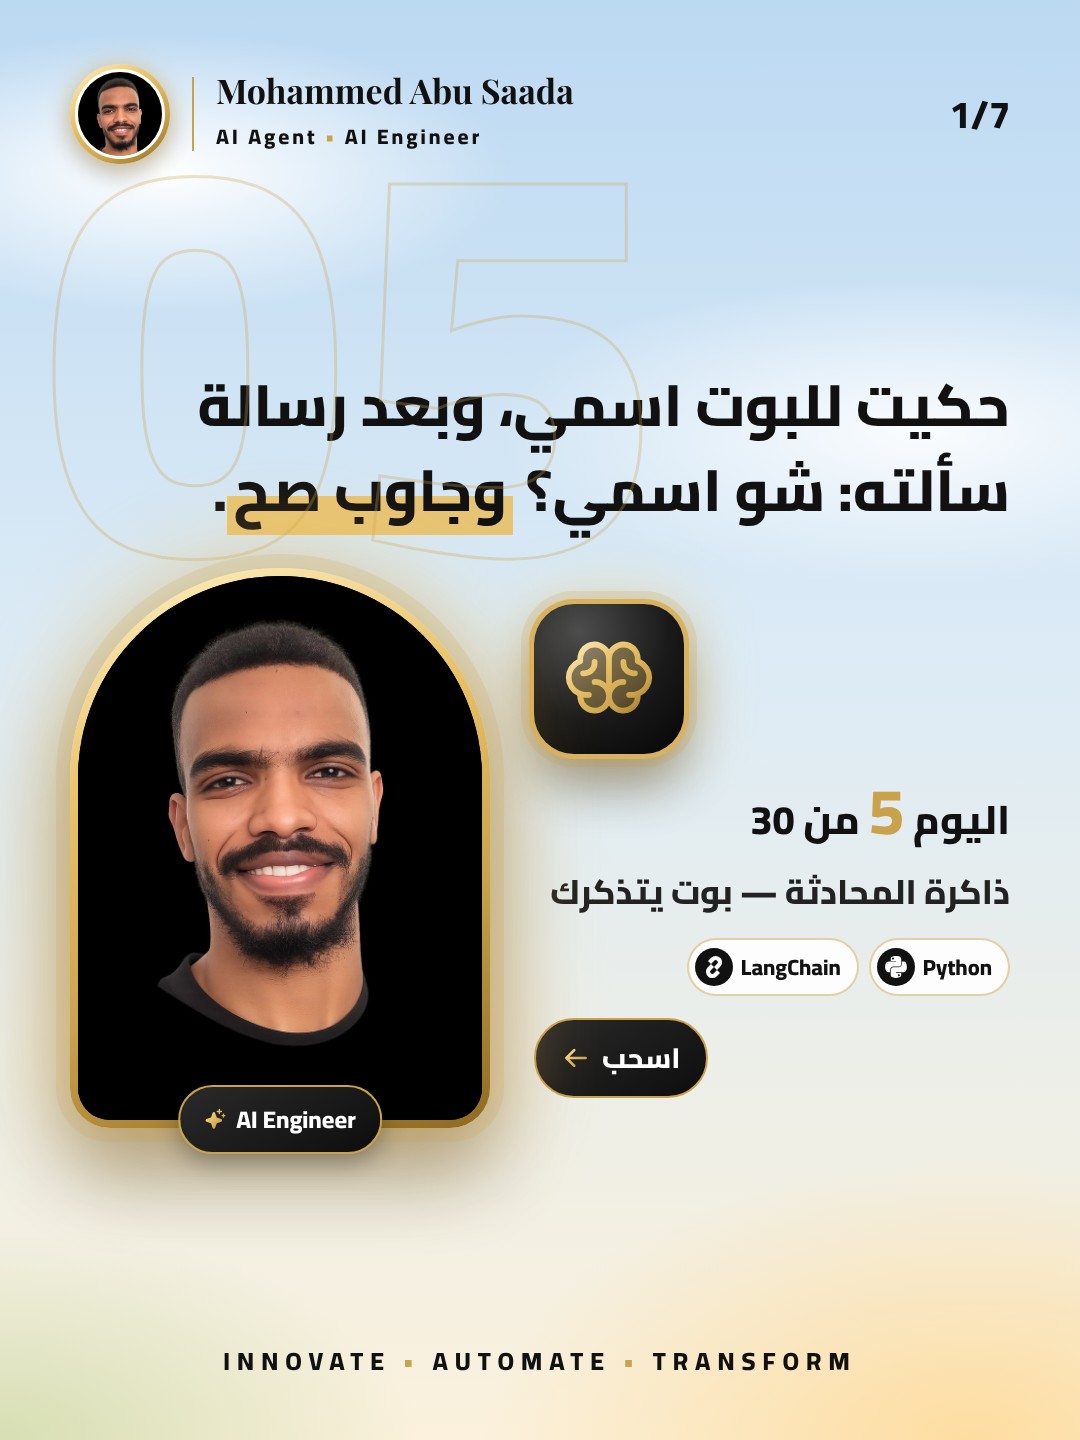 Mohammed Abu Saada
AI Agent ▪ AI Engineer
1/7
05
حكيت للبوت اسمي، وبعد رسالة
سألته: شو اسمي؟ وجاوب صح.
اليوم 5 من 30
ذاكرة المحادثة — بوت يتذكرك
Python
LangChain
اسحب ←
AI Engineer
INNOVATE ▪ AUTOMATE ▪ TRANSFORM